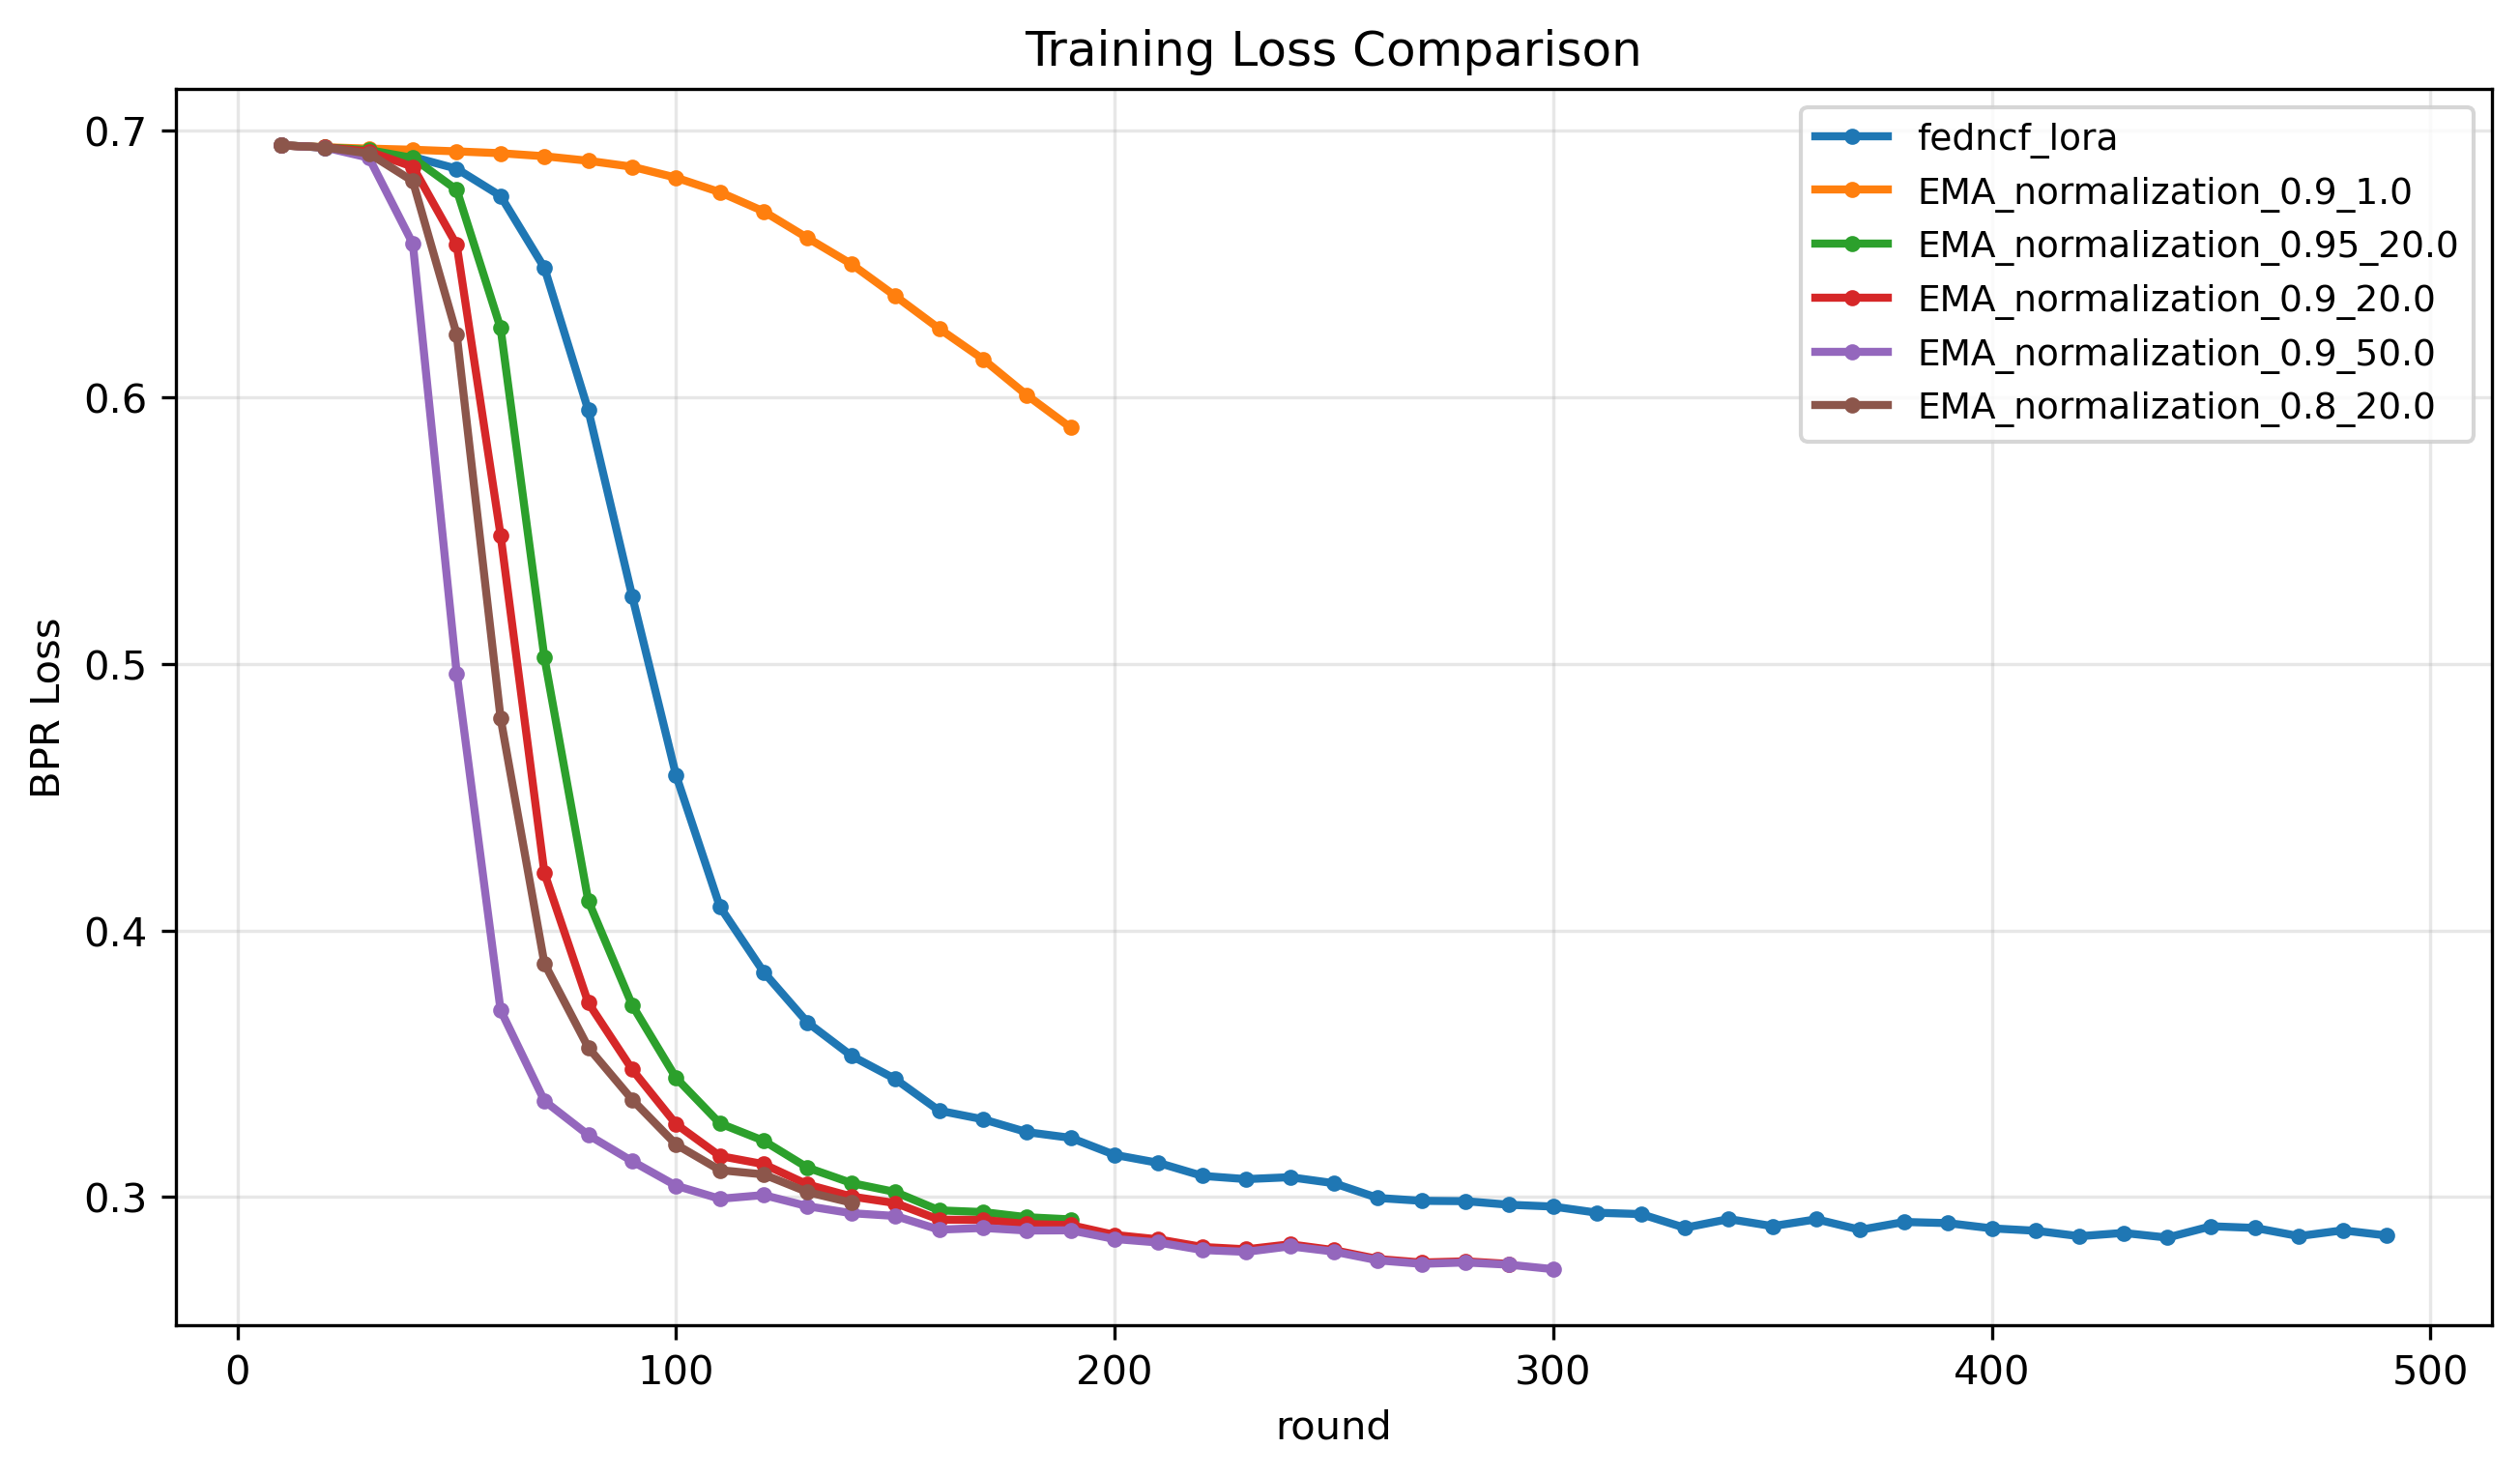 Training Loss Comparison
0.7
0.6
0.5
0.4
0.3
BPR Loss
fedncf_lora
EMA_normalization_0.9_1.0
EMA_normalization_0.95_20.0
EMA_normalization_0.9_20.0
EMA_normalization_0.9_50.0
EMA_normalization_0.8_20.0
0 100 200 300 400 500
round